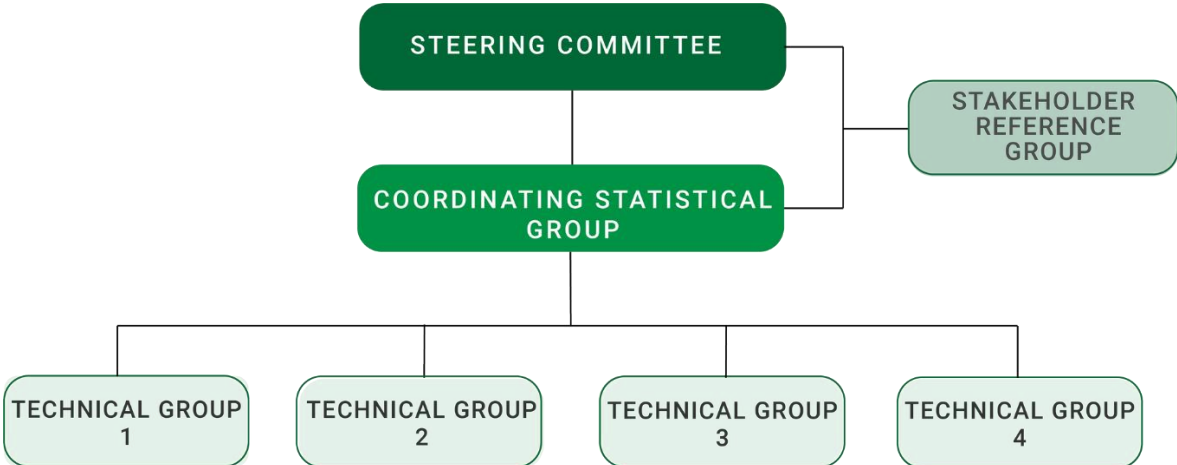 STEERING COMMITTEE
STAKEHOLDER
REFERENCE
GROUP
COORDINATING STATISTICAL
GROUP
TECHNICAL GROUP
1
TECHNICAL GROUP
2
TECHNICAL GROUP
3
TECHNICAL GROUP
4